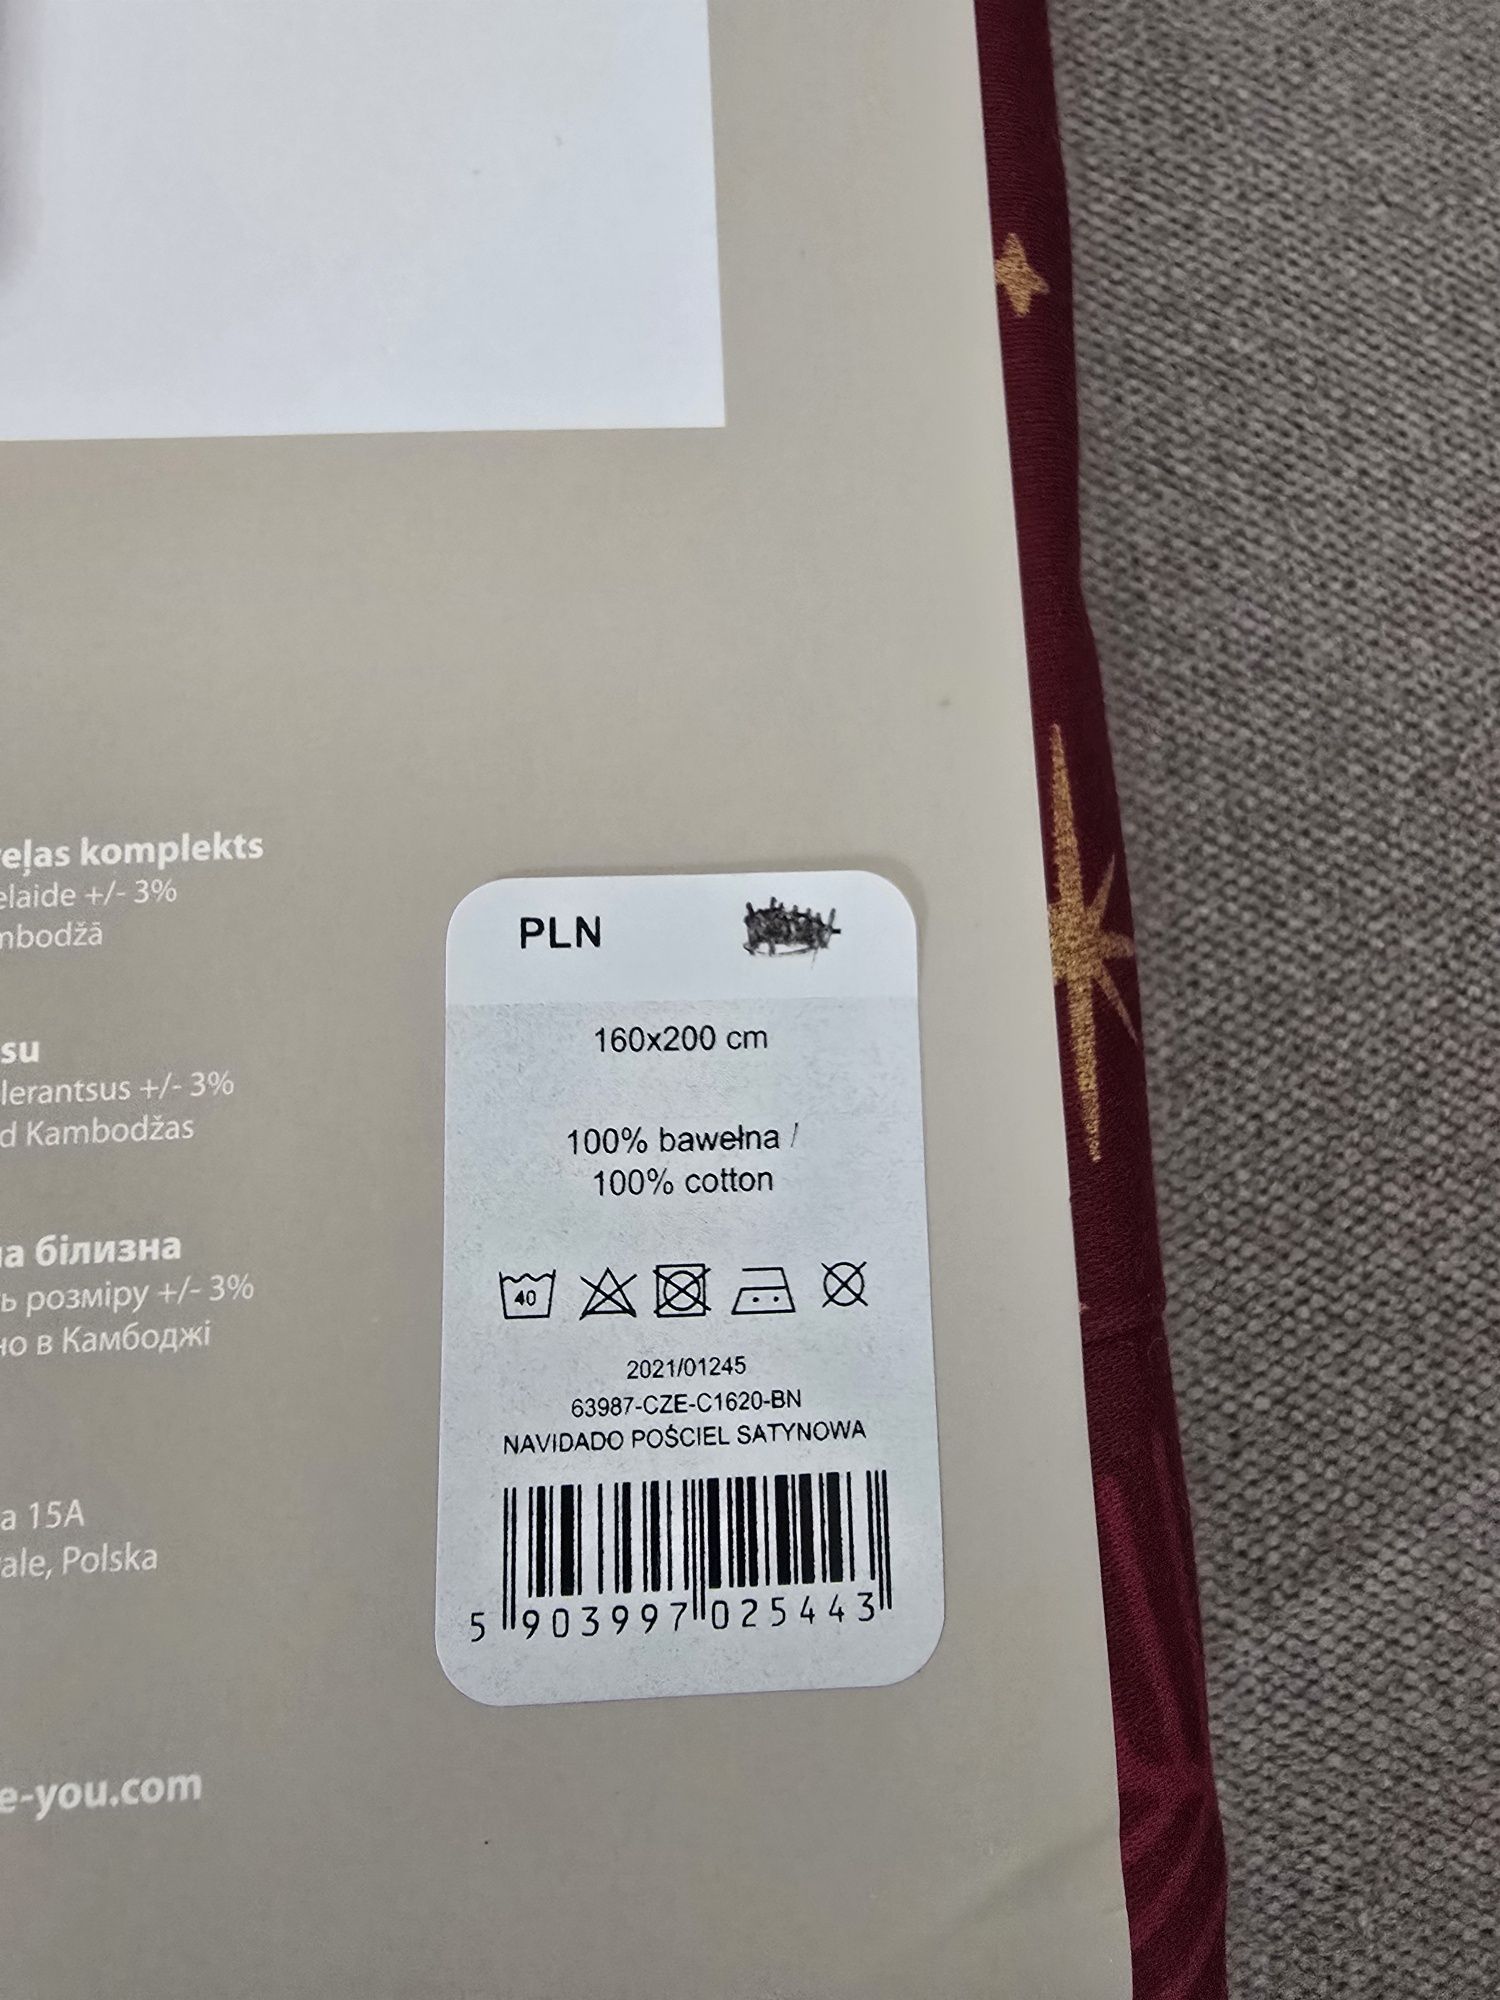 eļas komplekts
elaide +/- 3%
mbodžā
su
lerantsus +/- 3%
d Kambodžas
а білизна
ь розміру +/- 3%
но в Камбоджі
a 15A
ale, Polska
e-you.com
PLN
160x200 cm
100% bawełna /
100% cotton
40
2021/01245
63987-CZE-C1620-BN
NAVIDADO POŚCIEL SATYNOWA
5 903997 025443